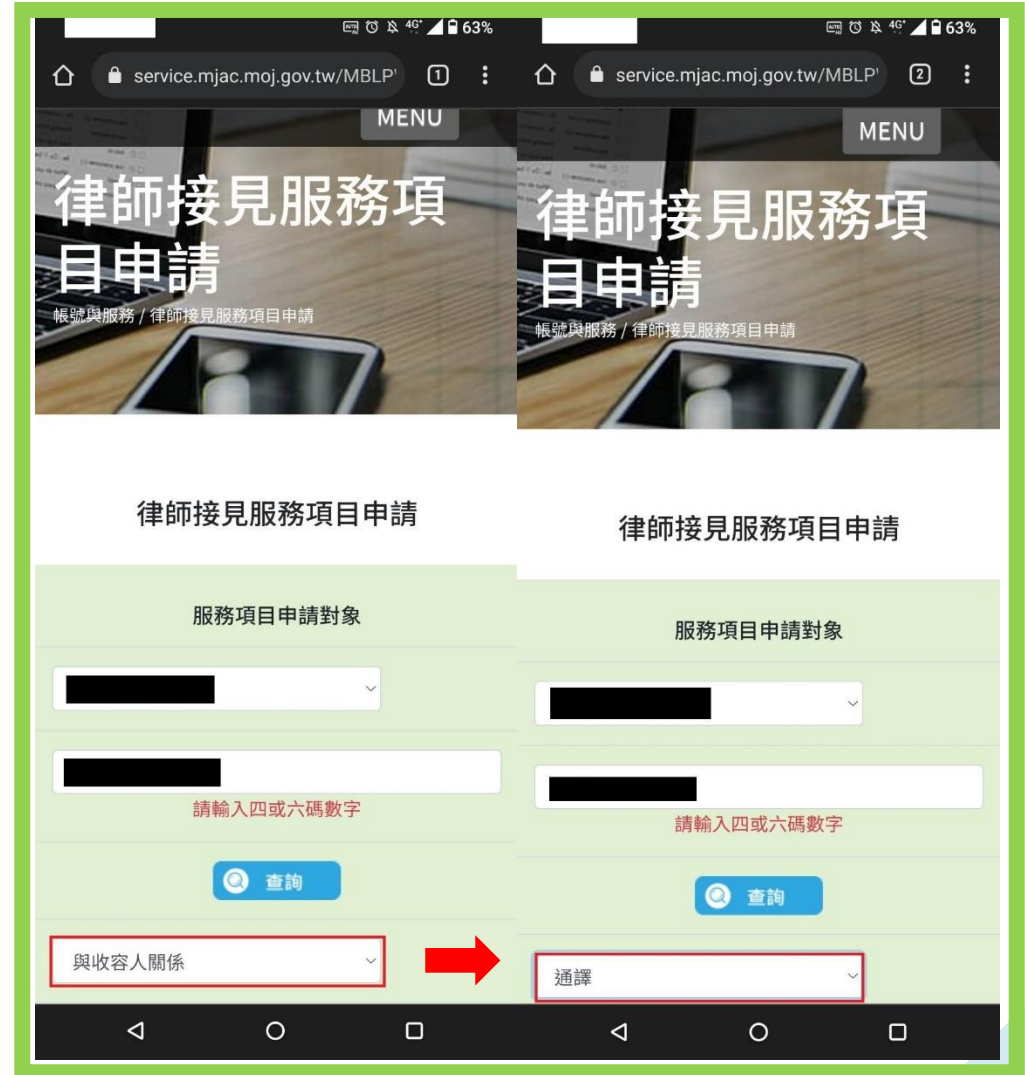 63%
service.mjac.moj.gov.tw/MBLP
1
MENU
律師接見服務項
目申請
帳號與服務 / 律師接見服務項目申請
律師接見服務項目申請
服務項目申請對象
請輸入四或六碼數字
查詢
與收容人關係
63%
service.mjac.moj.gov.tw/MBLP
2
MENU
律師接見服務項
目申請
帳號與服務 / 律師接見服務項目申請
律師接見服務項目申請
服務項目申請對象
請輸入四或六碼數字
查詢
通譯